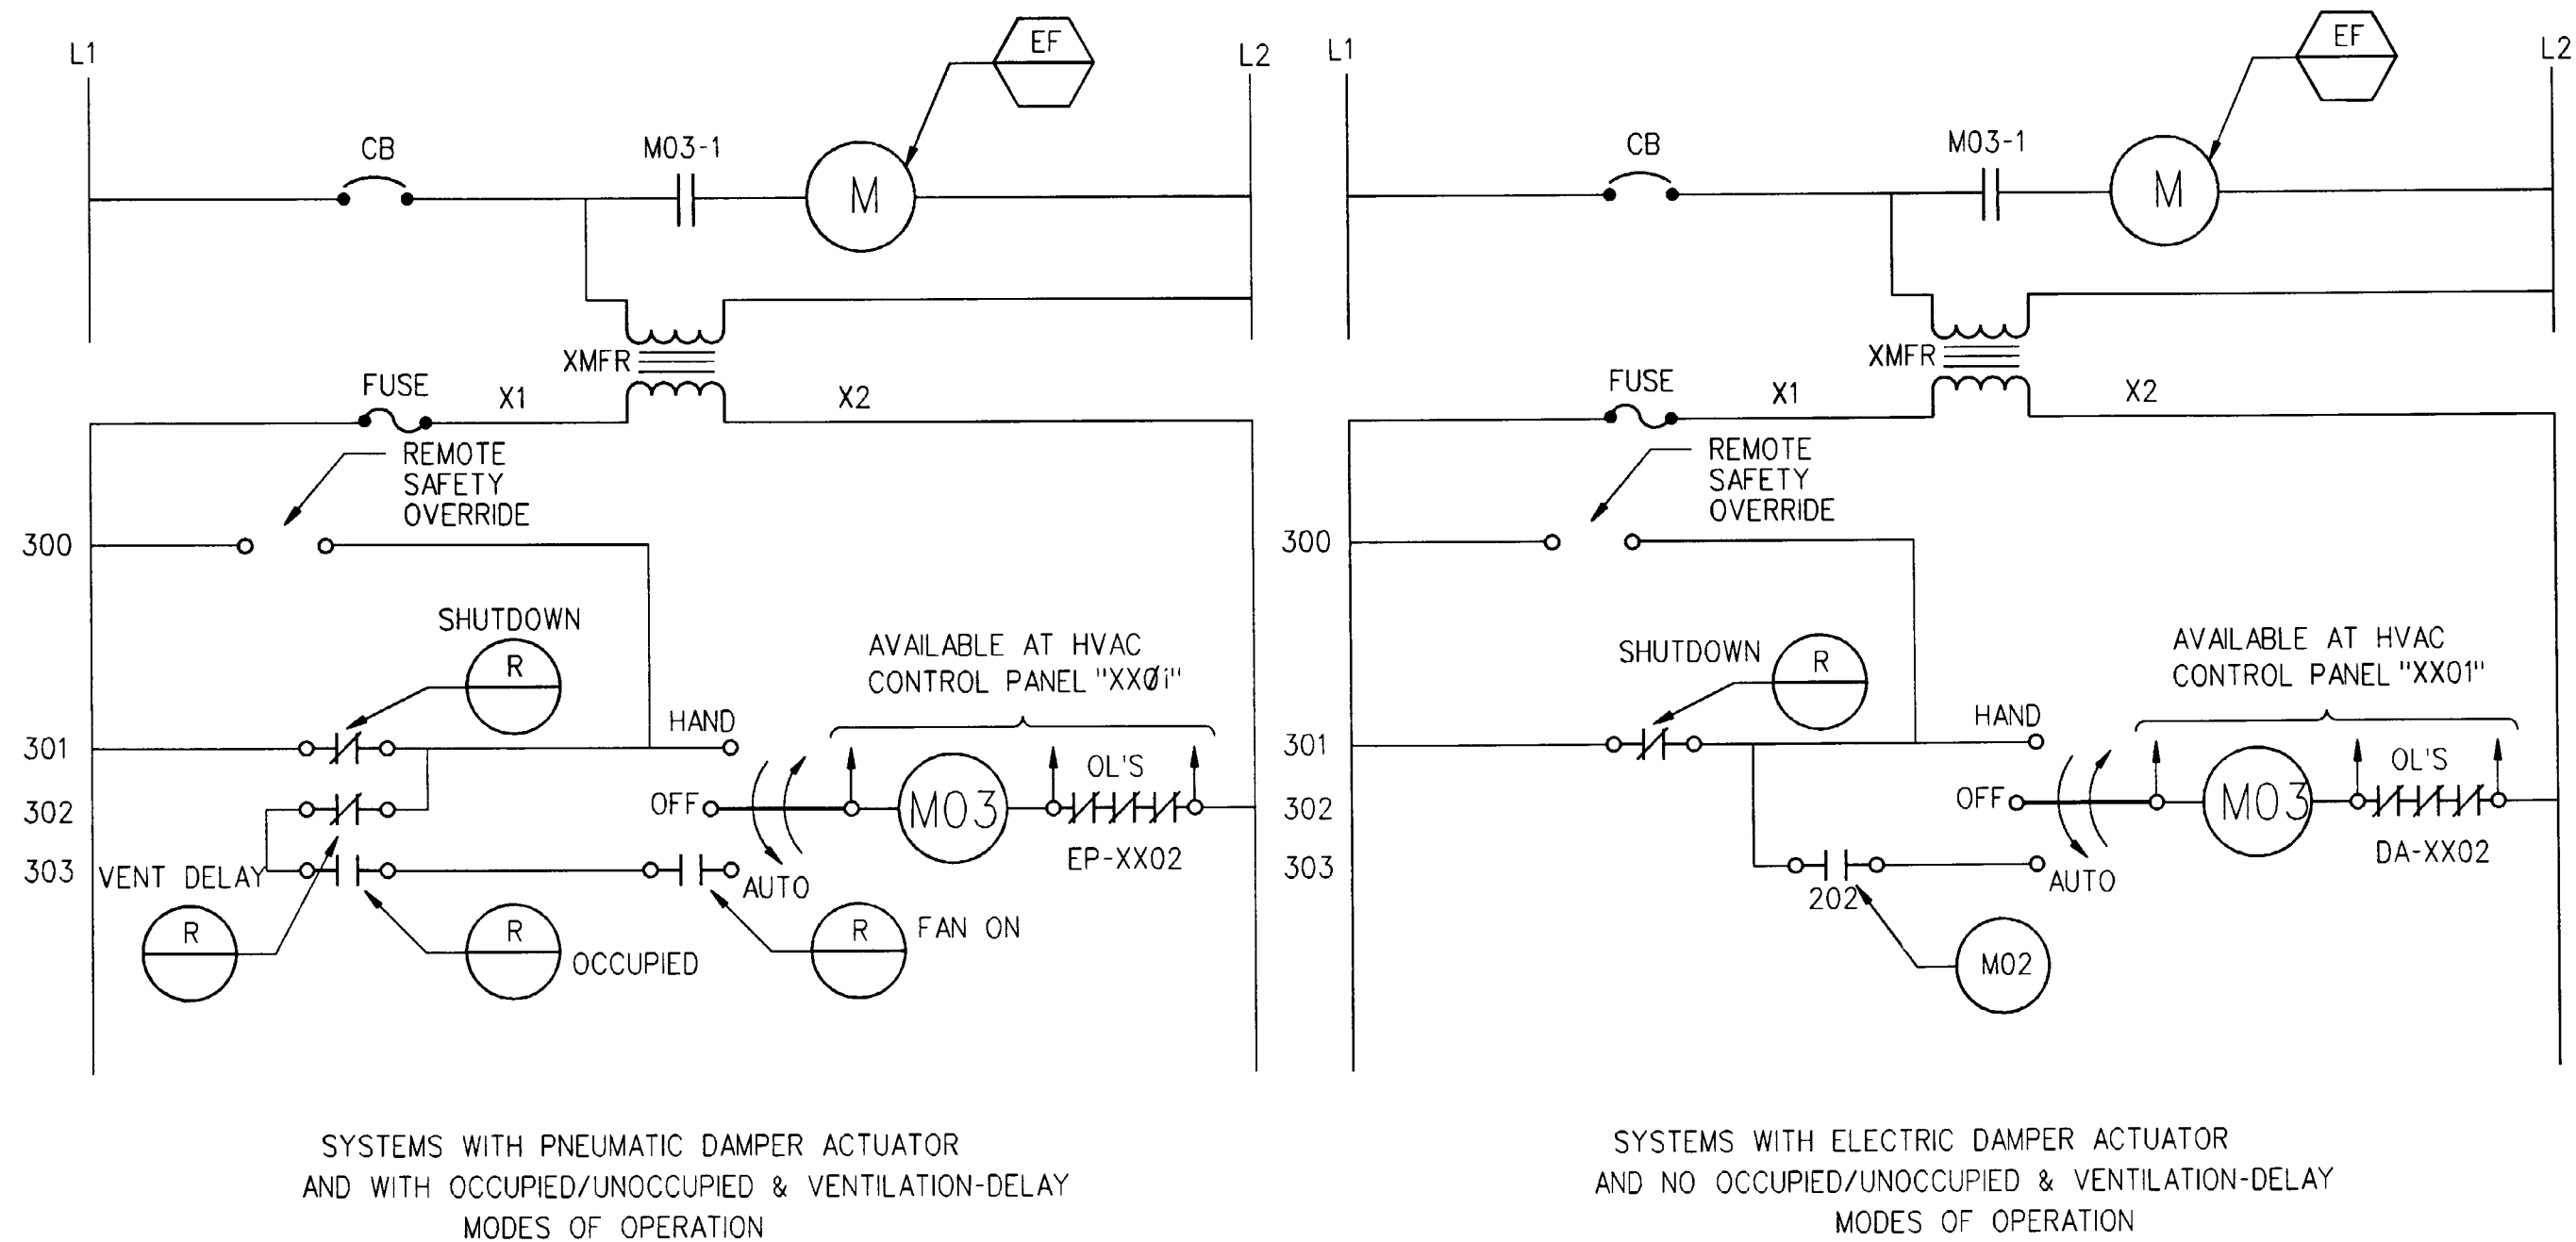 L1
EF
L2
CB
M03-1
M
XMFR
FUSE
X1
X2
REMOTE
SAFETY
OVERRIDE
300
SHUTDOWN
R
AVAILABLE AT HVAC
CONTROL PANEL "XX0i"
301
HAND
302
OFF
M03
OL'S
EP-XX02
303
VENT DELAY
AUTO
R
R
OCCUPIED
R
FAN ON
SYSTEMS WITH PNEUMATIC DAMPER ACTUATOR
AND WITH OCCUPIED/UNOCCUPIED & VENTILATION-DELAY
MODES OF OPERATION
L1
EF
L2
CB
M03-1
M
XMFR
FUSE
X1
X2
REMOTE
SAFETY
OVERRIDE
300
SHUTDOWN
R
AVAILABLE AT HVAC
CONTROL PANEL "XX01"
301
HAND
302
OFF
M03
OL'S
DA-XX02
303
202
AUTO
M02
SYSTEMS WITH ELECTRIC DAMPER ACTUATOR
AND NO OCCUPIED/UNOCCUPIED & VENTILATION-DELAY
MODES OF OPERATION